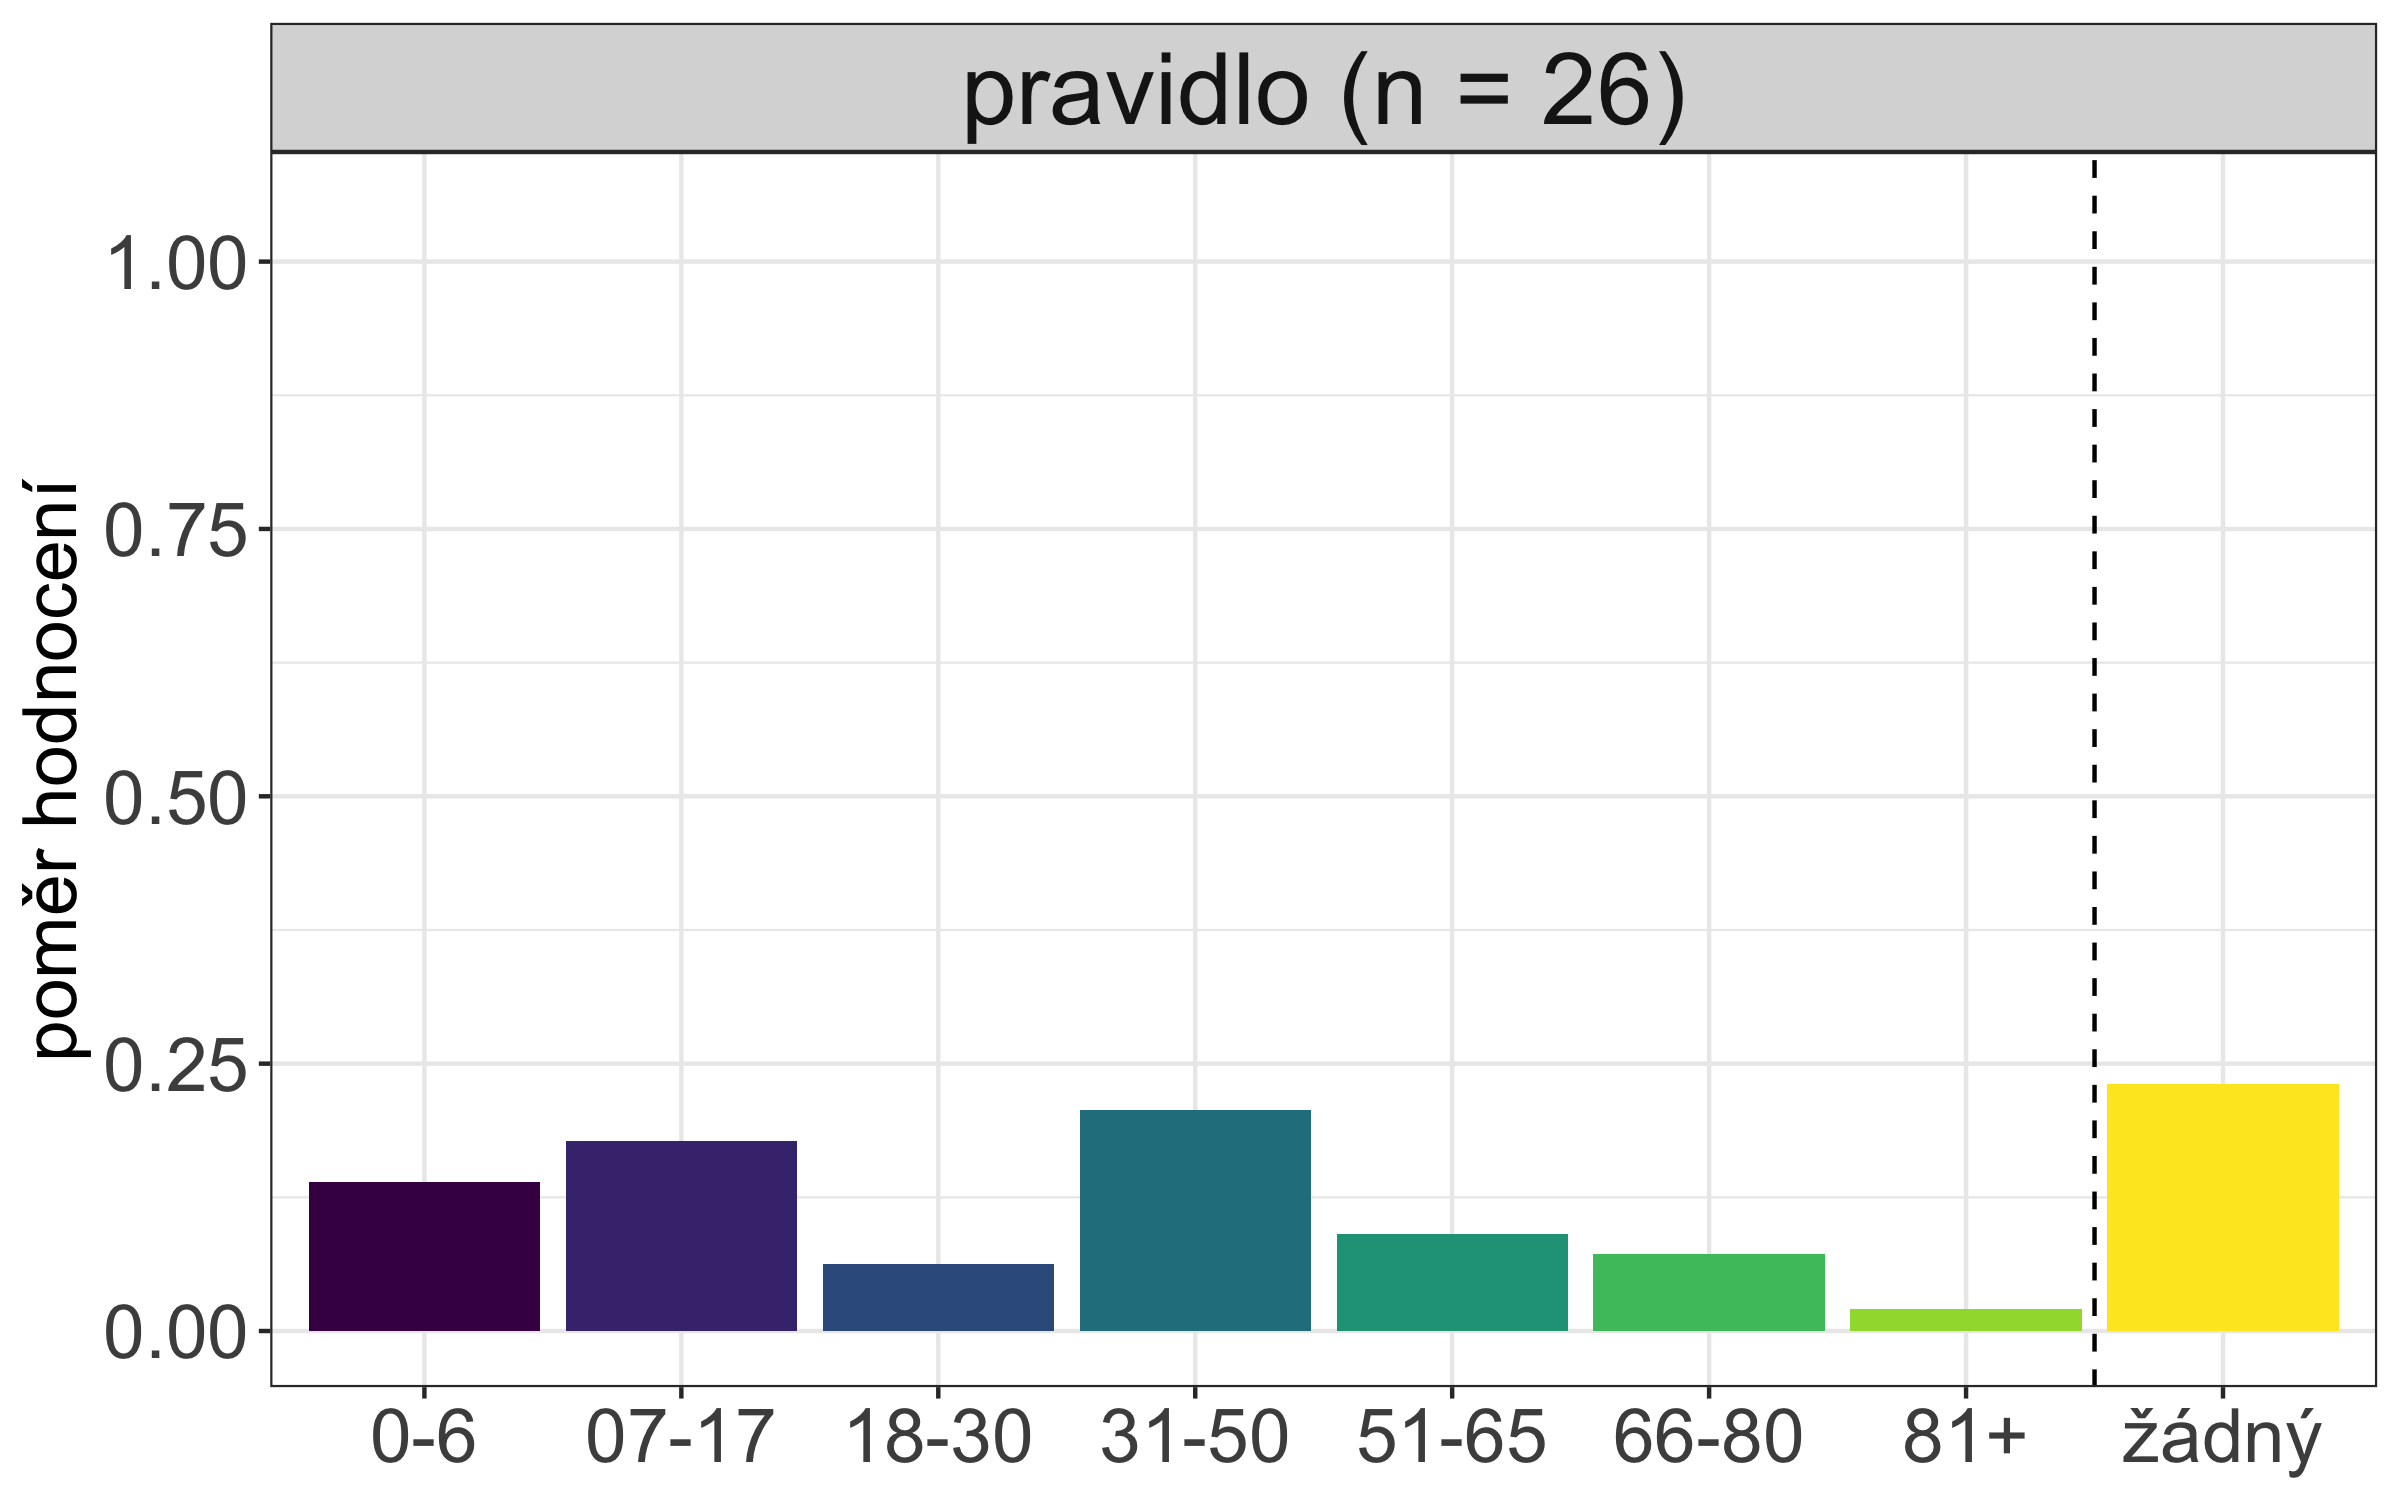 pravidlo (n = 26)
poměr hodnocení
1.00
0.75
0.50
0.25
0.00
0-6 07-17 18-30 31-50 51-65 66-80 81+ žádný